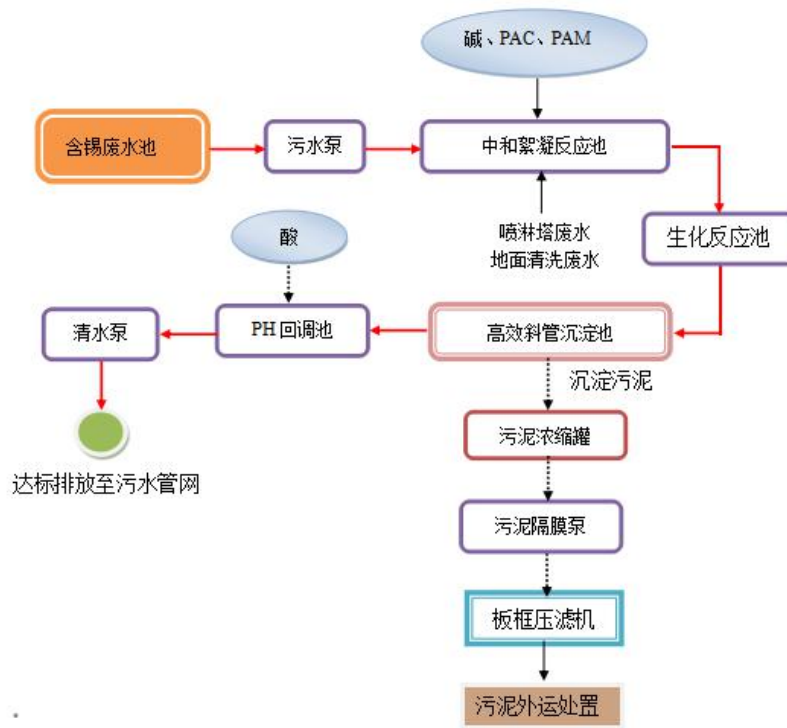 碱、PAC、PAM
含锡废水池
污水泵
中和絮凝反应池
喷淋塔废水
地面清洗废水
生化反应池
酸
清水泵
PH回调池
高效斜管沉淀池
沉淀污泥
达标排放至污水管网
污泥浓缩罐
污泥隔膜泵
板框压滤机
污泥外运处置